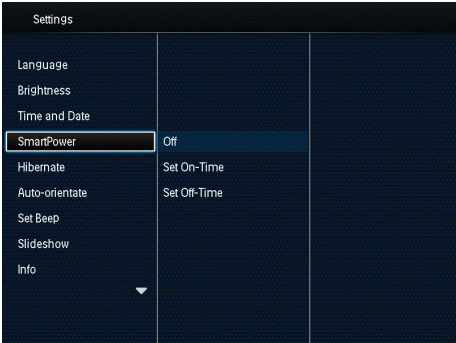 Settings
Language
Brightness
Time and Date
SmartPower
Off
Hibernate
Set On-Time
Auto-orientate
Set Off-Time
Set Beep
Slideshow
Info